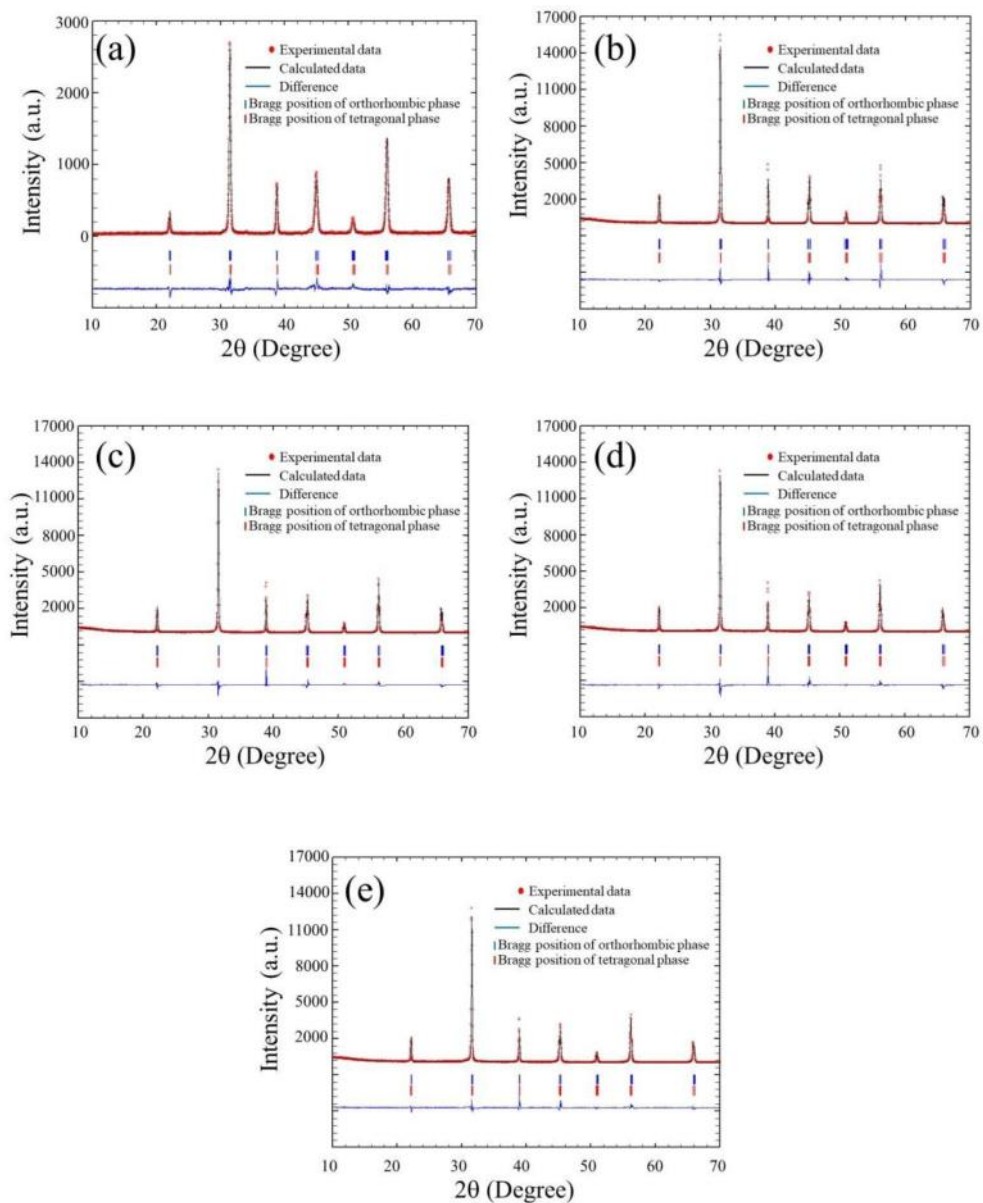 (a)
3000
2000
1000
0
Intensity (a.u.)
Experimental data
Calculated data
Difference
Bragg position of orthorhombic phase
Bragg position of tetragonal phase
10 20 30 40 50 60 70
2θ (Degree)
(b)
17000
14000
11000
8000
5000
2000
Intensity (a.u.)
Experimental data
Calculated data
Difference
Bragg position of orthorhombic phase
Bragg position of tetragonal phase
10 20 30 40 50 60 70
2θ (Degree)
(c)
17000
14000
11000
8000
5000
2000
Intensity (a.u.)
Experimental data
Calculated data
Difference
Bragg position of orthorhombic phase
Bragg position of tetragonal phase
10 20 30 40 50 60 70
2θ (Degree)
(d)
17000
14000
11000
8000
5000
2000
Intensity (a.u.)
Experimental data
Calculated data
Difference
Bragg position of orthorhombic phase
Bragg position of tetragonal phase
10 20 30 40 50 60 70
2θ (Degree)
(e)
17000
14000
11000
8000
5000
2000
Intensity (a.u.)
Experimental data
Calculated data
Difference
Bragg position of orthorhombic phase
Bragg position of tetragonal phase
10 20 30 40 50 60 70
2θ (Degree)